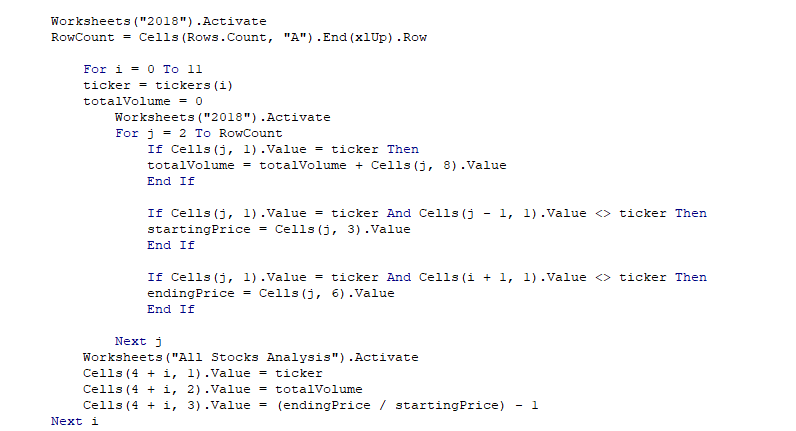 Worksheets("2018").Activate
RowCount = Cells(Rows.Count, "A").End(xlUp).Row
For i = 0 To 11
ticker = tickers(i)
totalVolume = 0
Worksheets("2018").Activate
For j = 2 To RowCount
If Cells(j, 1).Value = ticker Then
totalVolume = totalVolume + Cells(j, 8).Value
End If
If Cells(j, 1).Value = ticker And Cells(j - 1, 1).Value <> ticker Then
startingPrice = Cells(j, 3).Value
End If
If Cells(j, 1).Value = ticker And Cells(i + 1, 1).Value <> ticker Then
endingPrice = Cells(j, 6).Value
End If
Next j
Worksheets("All Stocks Analysis").Activate
Cells(4 + i, 1).Value = ticker
Cells(4 + i, 2).Value = totalVolume
Cells(4 + i, 3).Value = (endingPrice / startingPrice) - 1
Next i